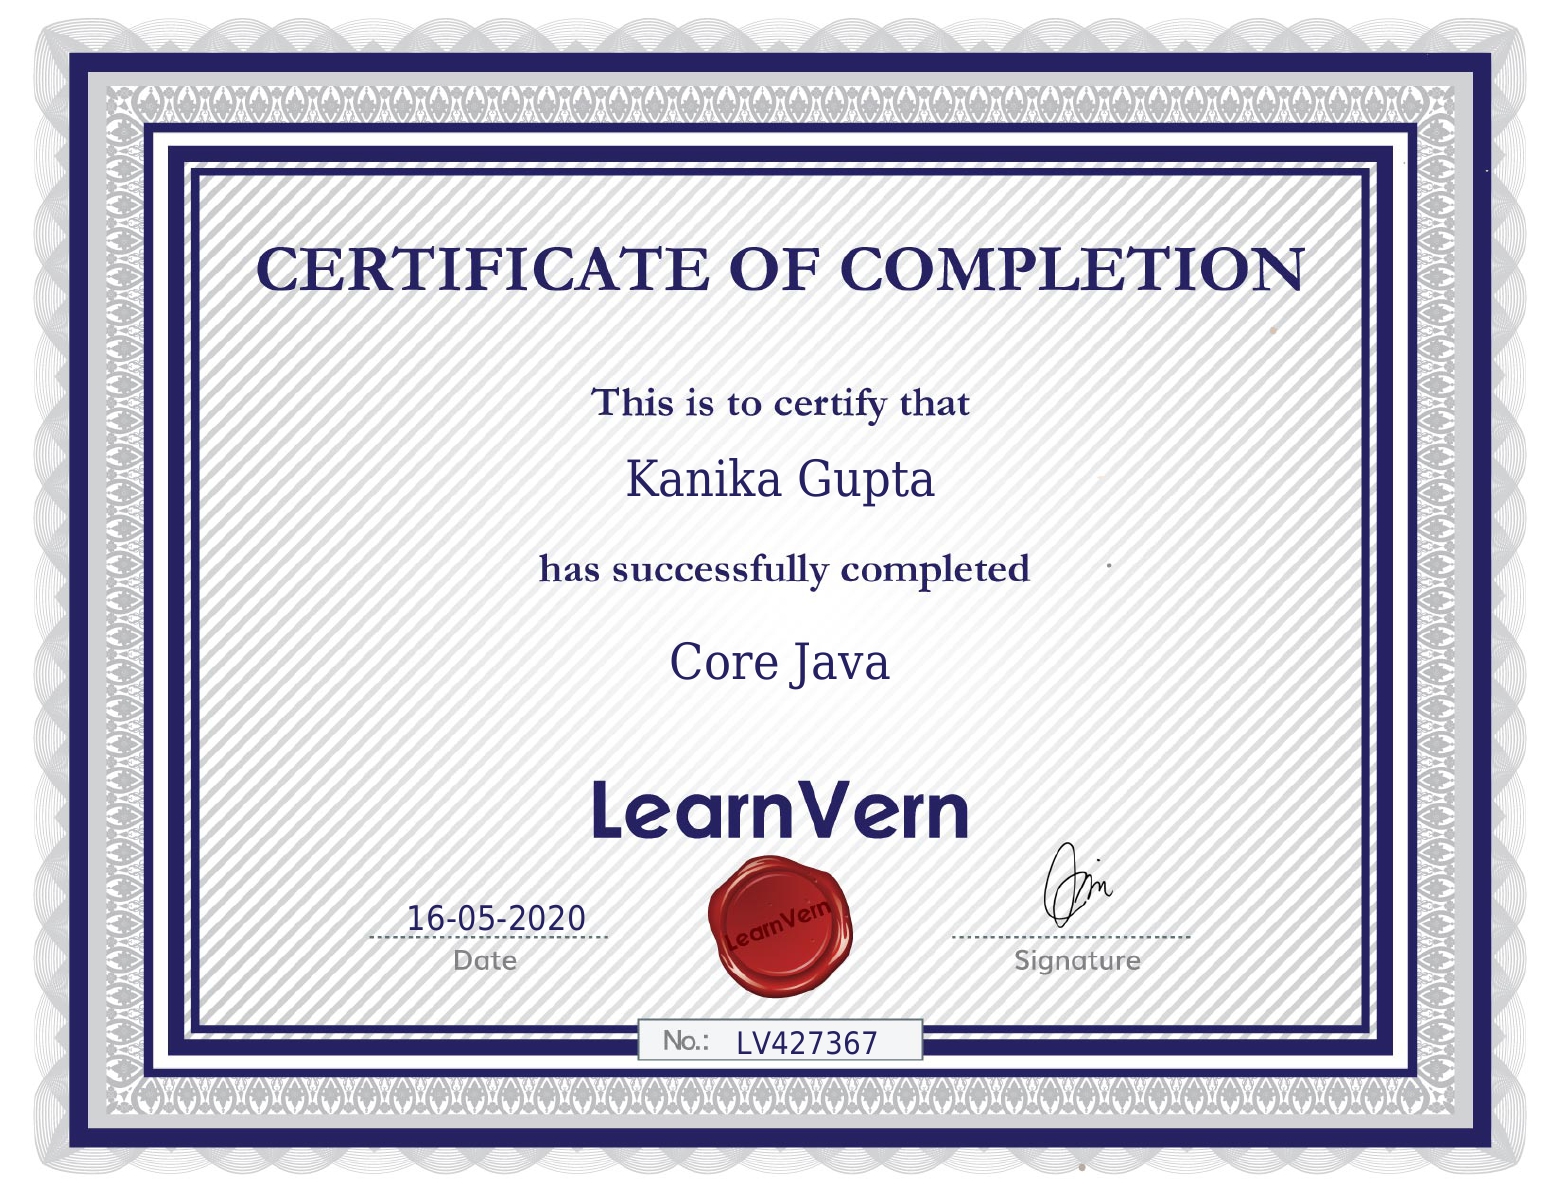 CERTIFICATE OF COMPLETION
This is to certify that
Kanika Gupta
has successfully completed
Core Java
LearnVern
LearnVern
16-05-2020
Date
Signature
No.: LV427367